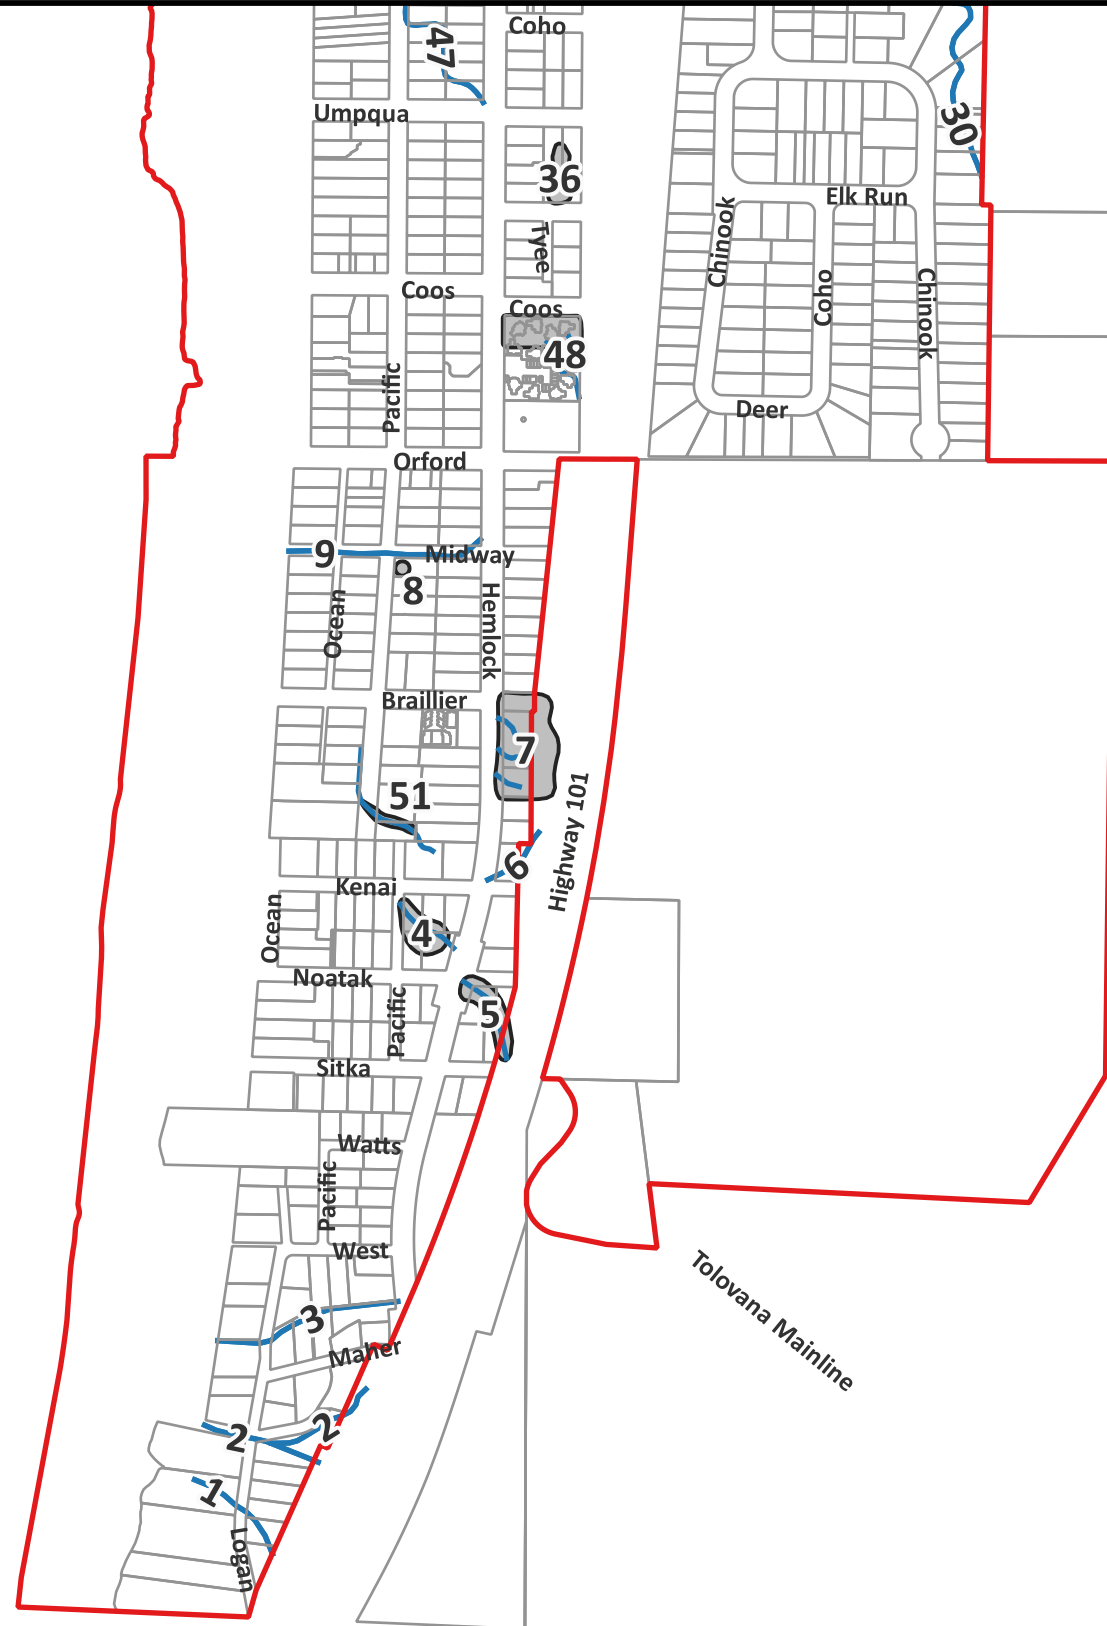 Coho
47
Umpqua
30
36
Elk Run
Chinook
Tyee
Coos
Coos
Coho
Chinook
48
Pacific
Deer
Orford
9
Midway
8
Ocean
Hemlock
Braillier
7
51
Highway 101
6
Kenai
Ocean
4
Noatak
5
Pacific
Sitka
Watts
Pacific
West
3
Maher
Tolovana Mainline
2
2
1
Logan